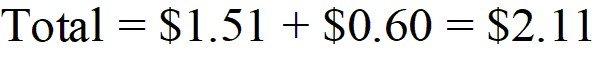 Total = $1.51 + $0.60 = $2.11